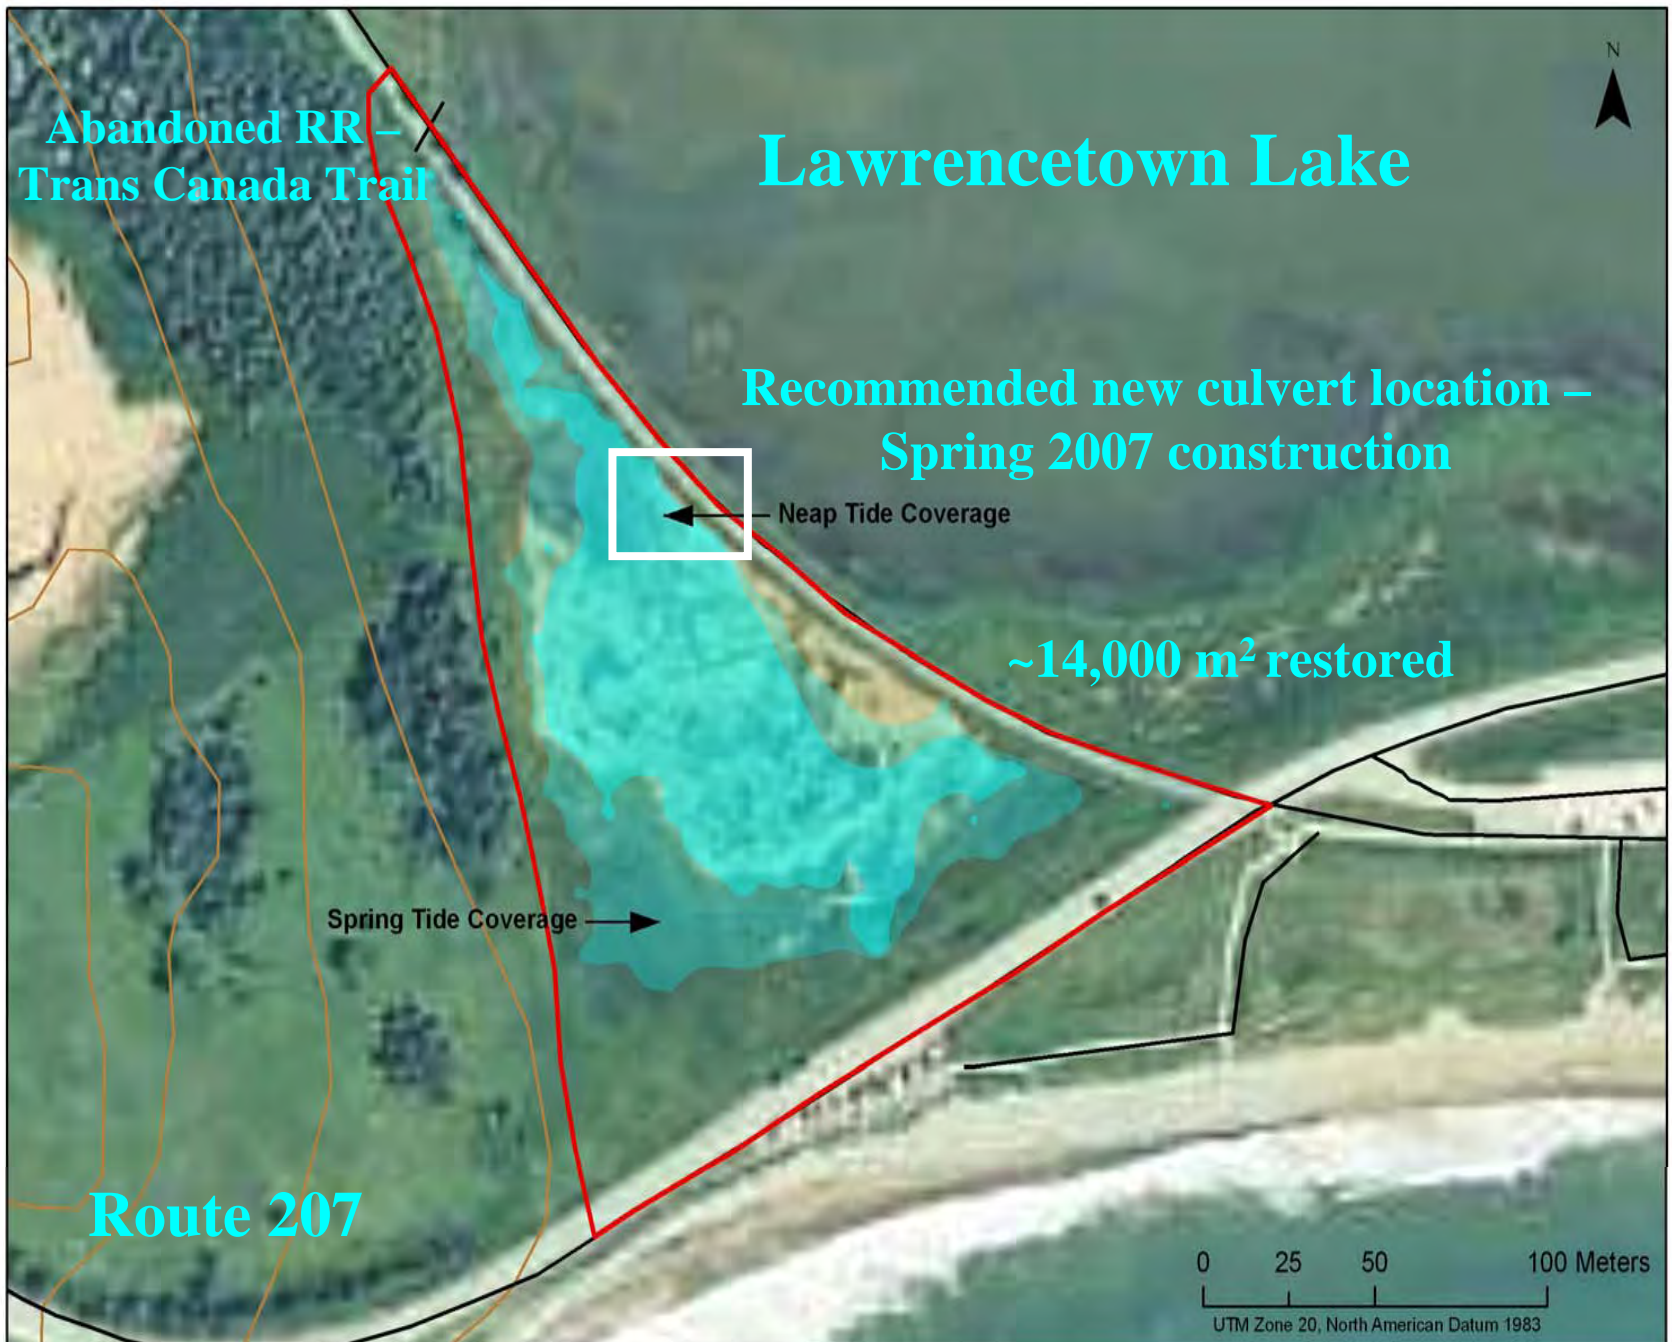 N
Abandoned RR –
Trans Canada Trail
Lawrencetown Lake
Recommended new culvert location –
Spring 2007 construction
Neap Tide Coverage
~14,000 m² restored
Spring Tide Coverage
Route 207
0 25 50 100 Meters
UTM Zone 20, North American Datum 1983